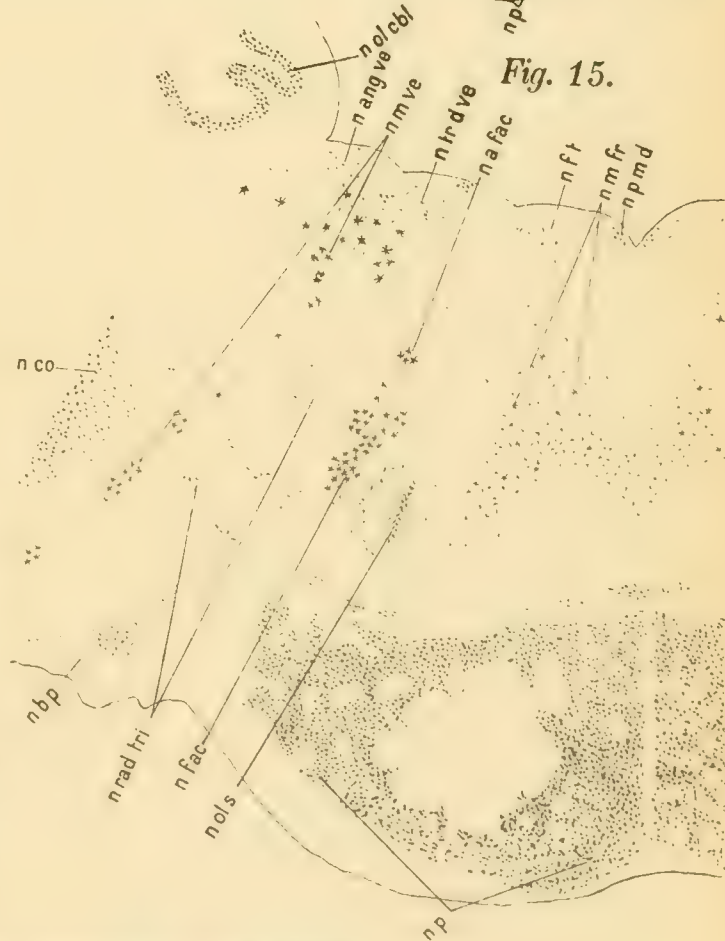 Fig. 15.
n ol cbl
n ang ve
n m ve
n tr d ve
n a fac
n f t
n m fr
n p m d
n co
n b p
n rad tri
n fac
n ol s
n p